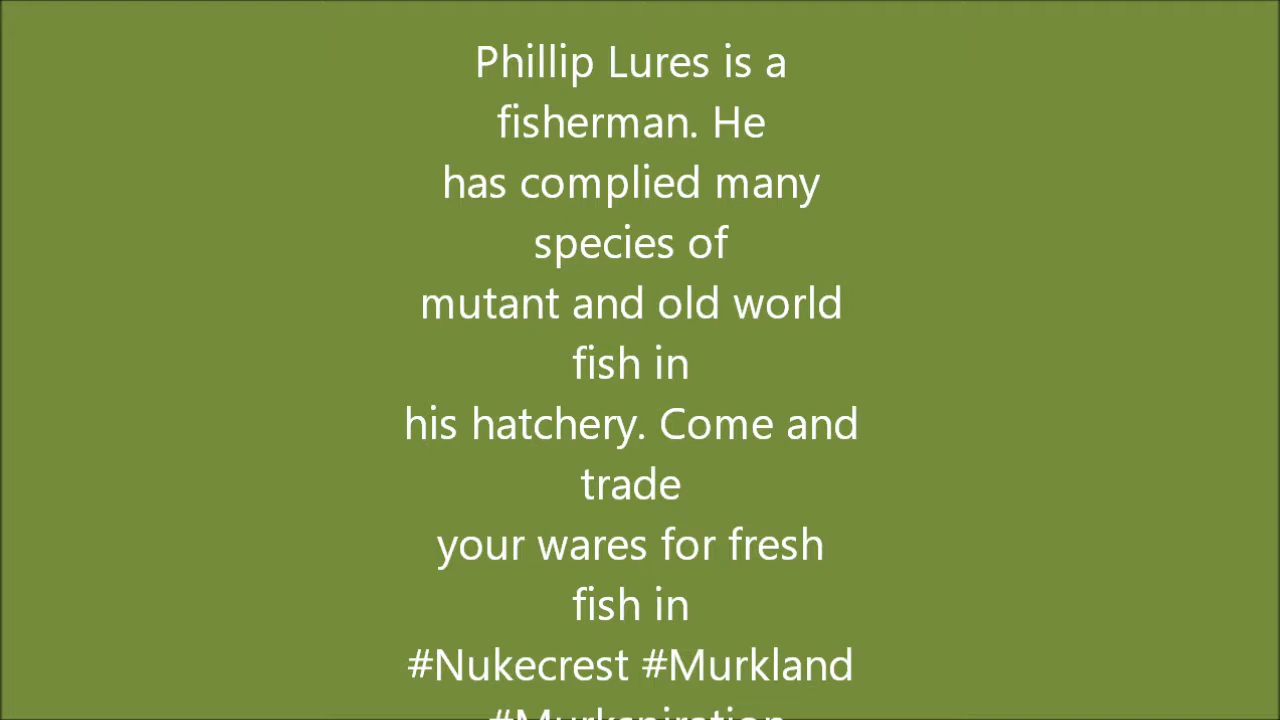 Phillip Lures is a
fisherman. He
has complied many
species of
mutant and old world
fish in
his hatchery. Come and
trade
your wares for fresh
fish in
#Nukecrest #Murkland
#Murkspiration